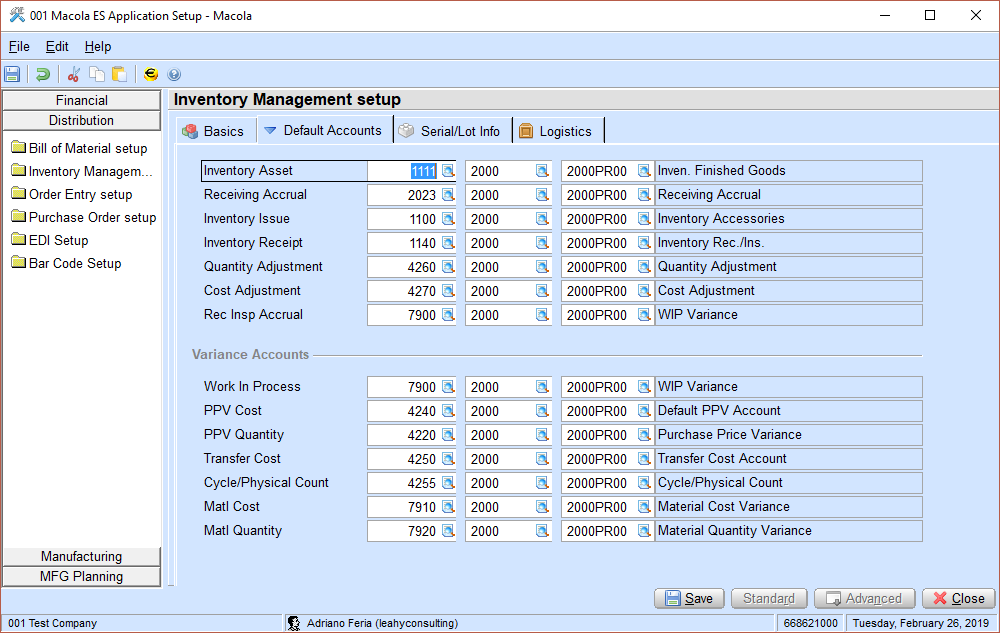 001 Macola ES Application Setup - Macola
File Edit Help
Financial
Distribution
Bill of Material setup
Inventory Managem...
Order Entry setup
Purchase Order setup
EDI Setup
Bar Code Setup
Manufacturing
MFG Planning
Inventory Management setup
Basics Default Accounts Serial/Lot Info Logistics
Inventory Asset 1111 2000 2000PR00 Inven. Finished Goods
Receiving Accrual 2023 2000 2000PR00 Receiving Accrual
Inventory Issue 1100 2000 2000PR00 Inventory Accessories
Inventory Receipt 1140 2000 2000PR00 Inventory Rec./Ins.
Quantity Adjustment 4260 2000 2000PR00 Quantity Adjustment
Cost Adjustment 4270 2000 2000PR00 Cost Adjustment
Rec Insp Accrual 7900 2000 2000PR00 WIP Variance
Variance Accounts
Work In Process 7900 2000 2000PR00 WIP Variance
PPV Cost 4240 2000 2000PR00 Default PPV Account
PPV Quantity 4220 2000 2000PR00 Purchase Price Variance
Transfer Cost 4250 2000 2000PR00 Transfer Cost Account
Cycle/Physical Count 4255 2000 2000PR00 Cycle/Physical Count
Matl Cost 7910 2000 2000PR00 Material Cost Variance
Matl Quantity 7920 2000 2000PR00 Material Quantity Variance
Save Standard Advanced Close
001 Test Company Adriano Feria (leahyconsulting) 668621000 Tuesday, February 26, 2019